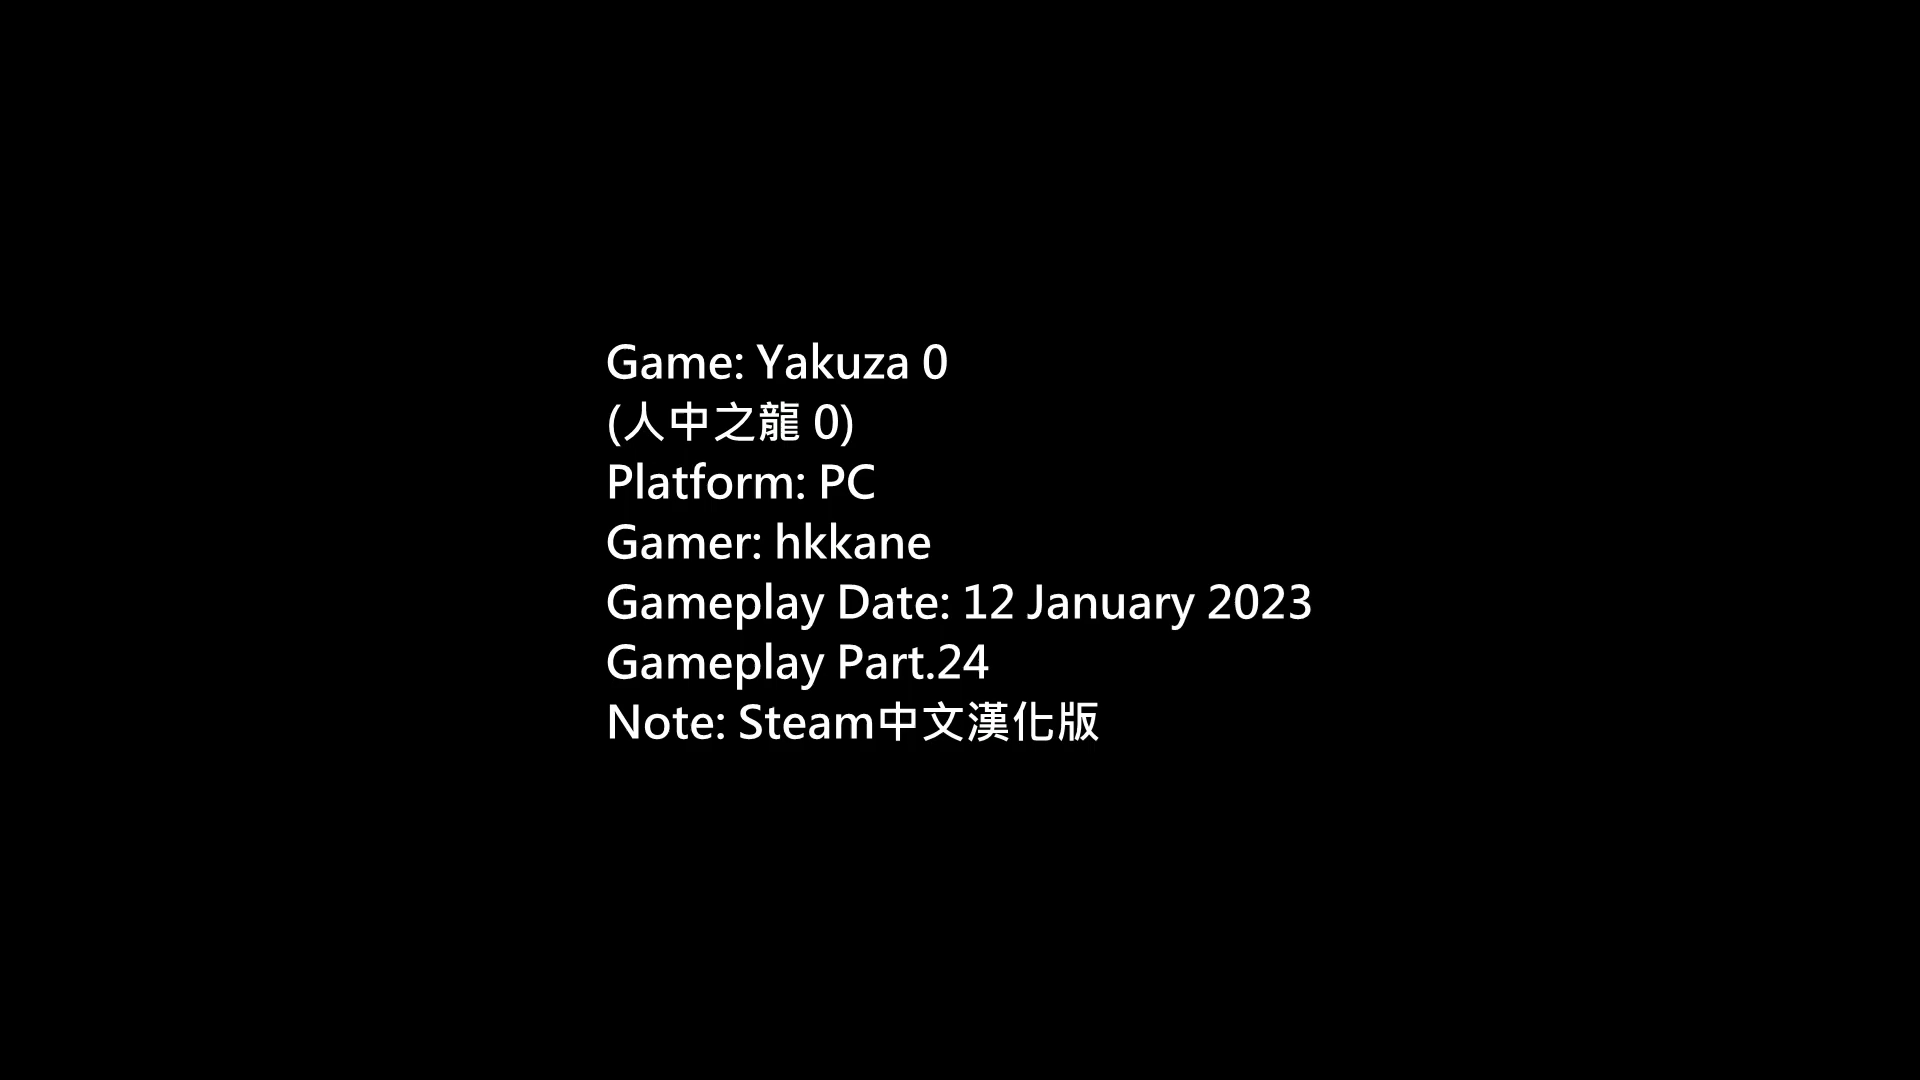 Game: Yakuza 0
(人中之龍 0)
Platform: PC
Gamer: hkkane
Gameplay Date: 12 January 2023
Gameplay Part.24
Note: Steam中文漢化版